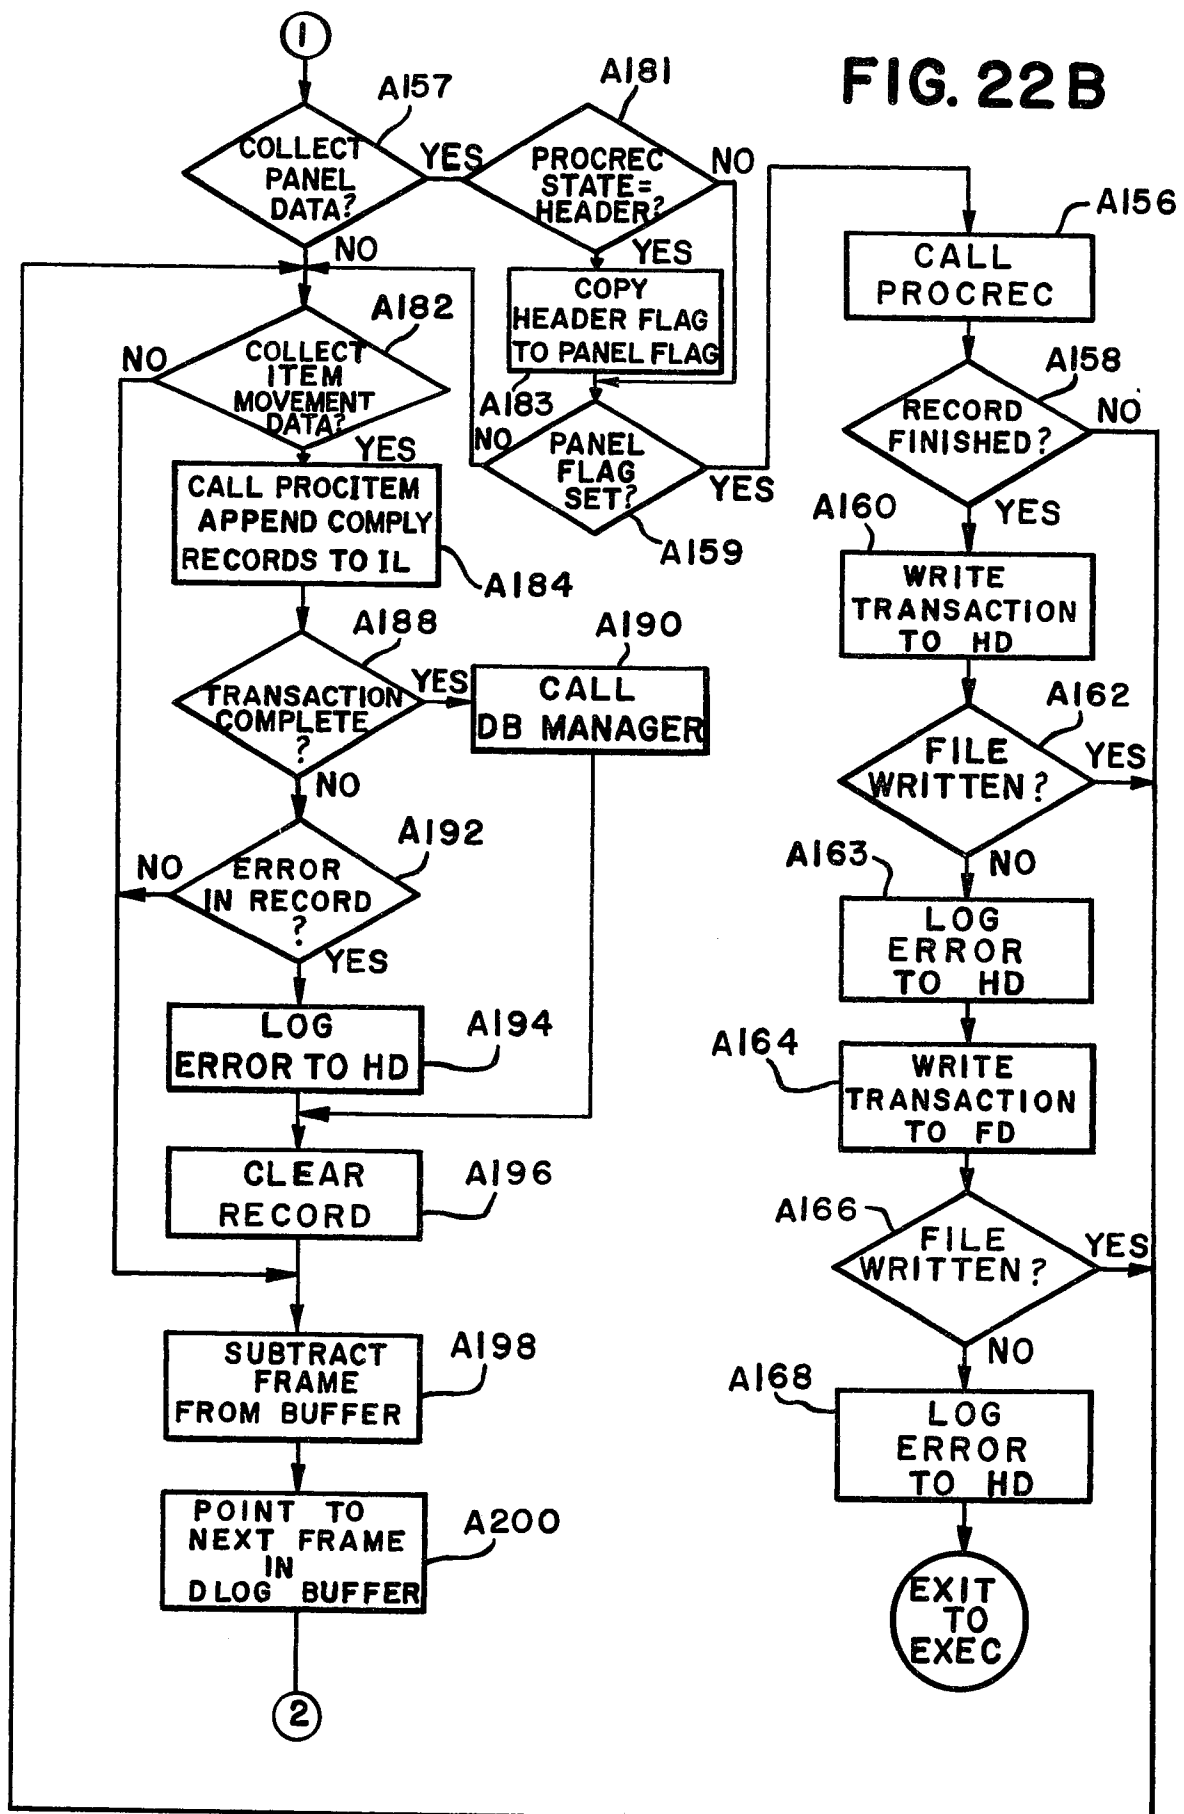 FIG. 22B
1
A157
COLLECT
PANEL
DATA?
YES
NO
A181
PROCREC
STATE=
HEADER?
NO
YES
COPY
HEADER FLAG
TO PANEL FLAG
A183
PANEL
FLAG
SET?
NO
YES
A159
A182
COLLECT
ITEM
MOVEMENT
DATA?
NO
YES
CALL PROCITEM
APPEND COMPLY
RECORDS TO IL
A184
A188
TRANSACTION
COMPLETE
?
YES
NO
A190
CALL
DB MANAGER
A192
ERROR
IN RECORD
?
NO
YES
LOG
ERROR TO HD
A194
CLEAR
RECORD
A196
SUBTRACT
FRAME
FROM BUFFER
A198
POINT TO
NEXT FRAME
IN
DLOG BUFFER
A200
2
A156
CALL
PROCREC
A158
RECORD
FINISHED?
NO
YES
A160
WRITE
TRANSACTION
TO HD
A162
FILE
WRITTEN?
YES
NO
A163
LOG
ERROR
TO HD
A164
WRITE
TRANSACTION
TO FD
A166
FILE
WRITTEN?
YES
NO
A168
LOG
ERROR
TO HD
EXIT
TO
EXEC